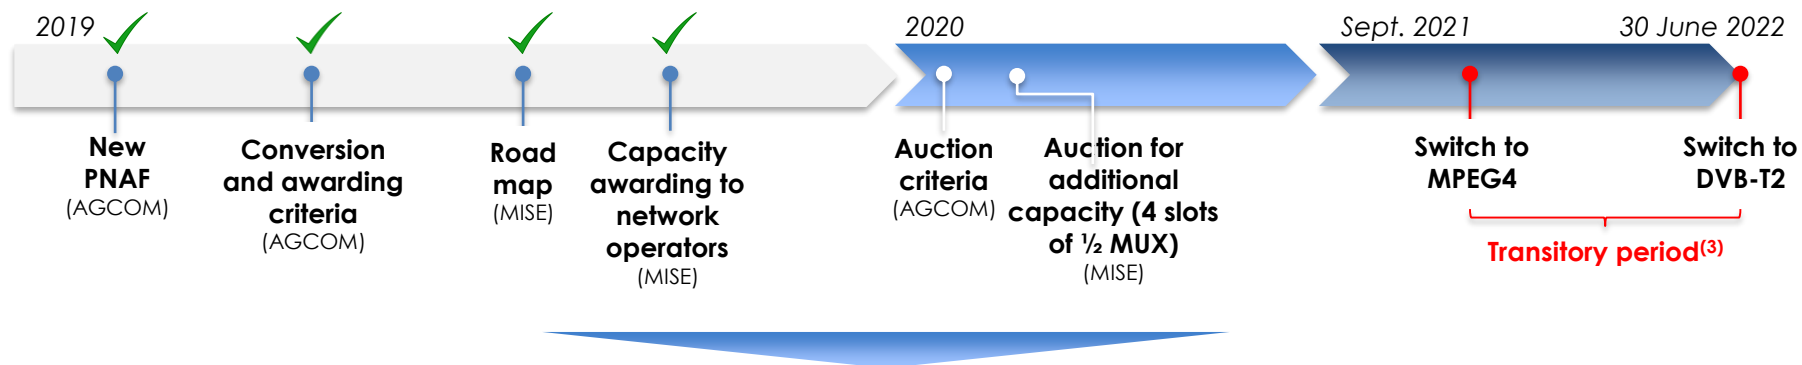 2019
2020
Sept. 2021
30 June 2022
New
PNAF
(AGCOM)
Conversion
and awarding
criteria
(AGCOM)
Road
map
(MISE)
Capacity
awarding to
network
operators
(MISE)
Auction
criteria
(AGCOM)
Auction for
additional
capacity (4 slots
of ½ MUX)
(MISE)
Switch to
MPEG4
Switch to
DVB-T2
Transitory period(3)